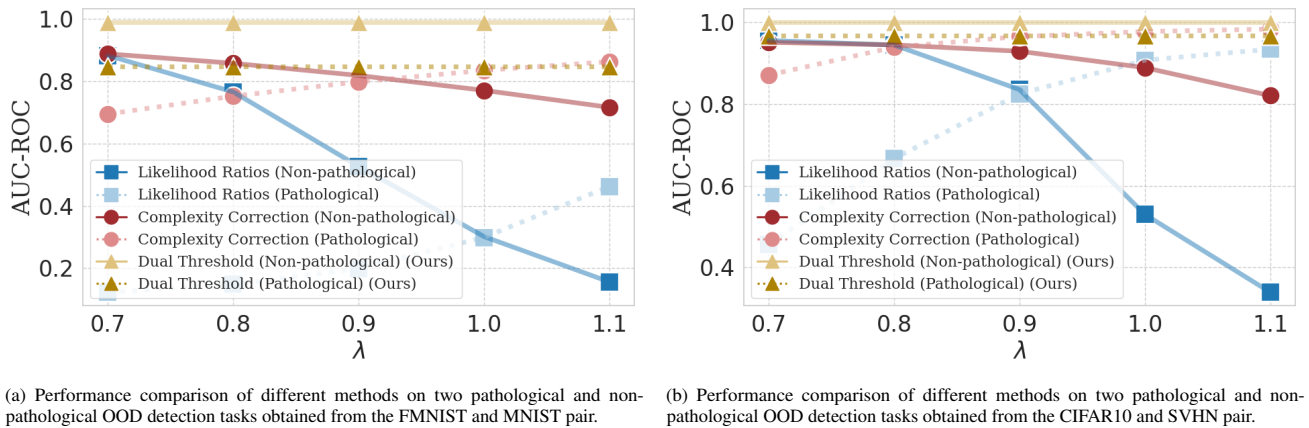 1.0
0.8
0.6
0.4
0.2
AUC-ROC
Likelihood Ratios (Non-pathological)
Likelihood Ratios (Pathological)
Complexity Correction (Non-pathological)
Complexity Correction (Pathological)
Dual Threshold (Non-pathological) (Ours)
Dual Threshold (Pathological) (Ours)
0.7 0.8 0.9 1.0 1.1
λ
(a) Performance comparison of different methods on two pathological and non-
pathological OOD detection tasks obtained from the FMNIST and MNIST pair.
1.0
0.8
0.6
0.4
AUC-ROC
Likelihood Ratios (Non-pathological)
Likelihood Ratios (Pathological)
Complexity Correction (Non-pathological)
Complexity Correction (Pathological)
Dual Threshold (Non-pathological) (Ours)
Dual Threshold (Pathological) (Ours)
0.7 0.8 0.9 1.0 1.1
λ
(b) Performance comparison of different methods on two pathological and non-
pathological OOD detection tasks obtained from the CIFAR10 and SVHN pair.